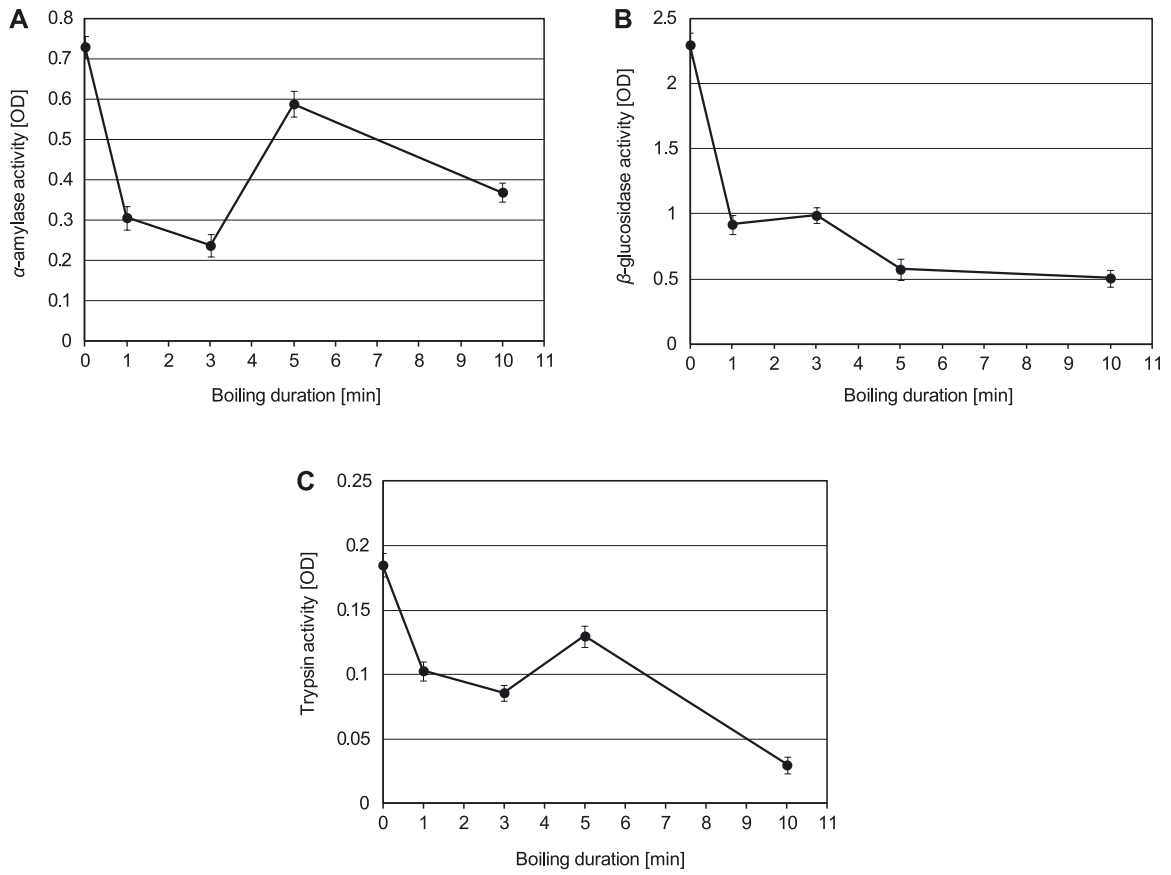 A
α-amylase activity [OD]
0.8
0.7
0.6
0.5
0.4
0.3
0.2
0.1
0
0 1 2 3 4 5 6 7 8 9 10 11
Boiling duration [min]
B
β-glucosidase activity [OD]
2.5
2
1.5
1
0.5
0
0 1 2 3 4 5 6 7 8 9 10 11
Boiling duration [min]
C
Trypsin activity [OD]
0.25
0.2
0.15
0.1
0.05
0
0 1 2 3 4 5 6 7 8 9 10 11
Boiling duration [min]